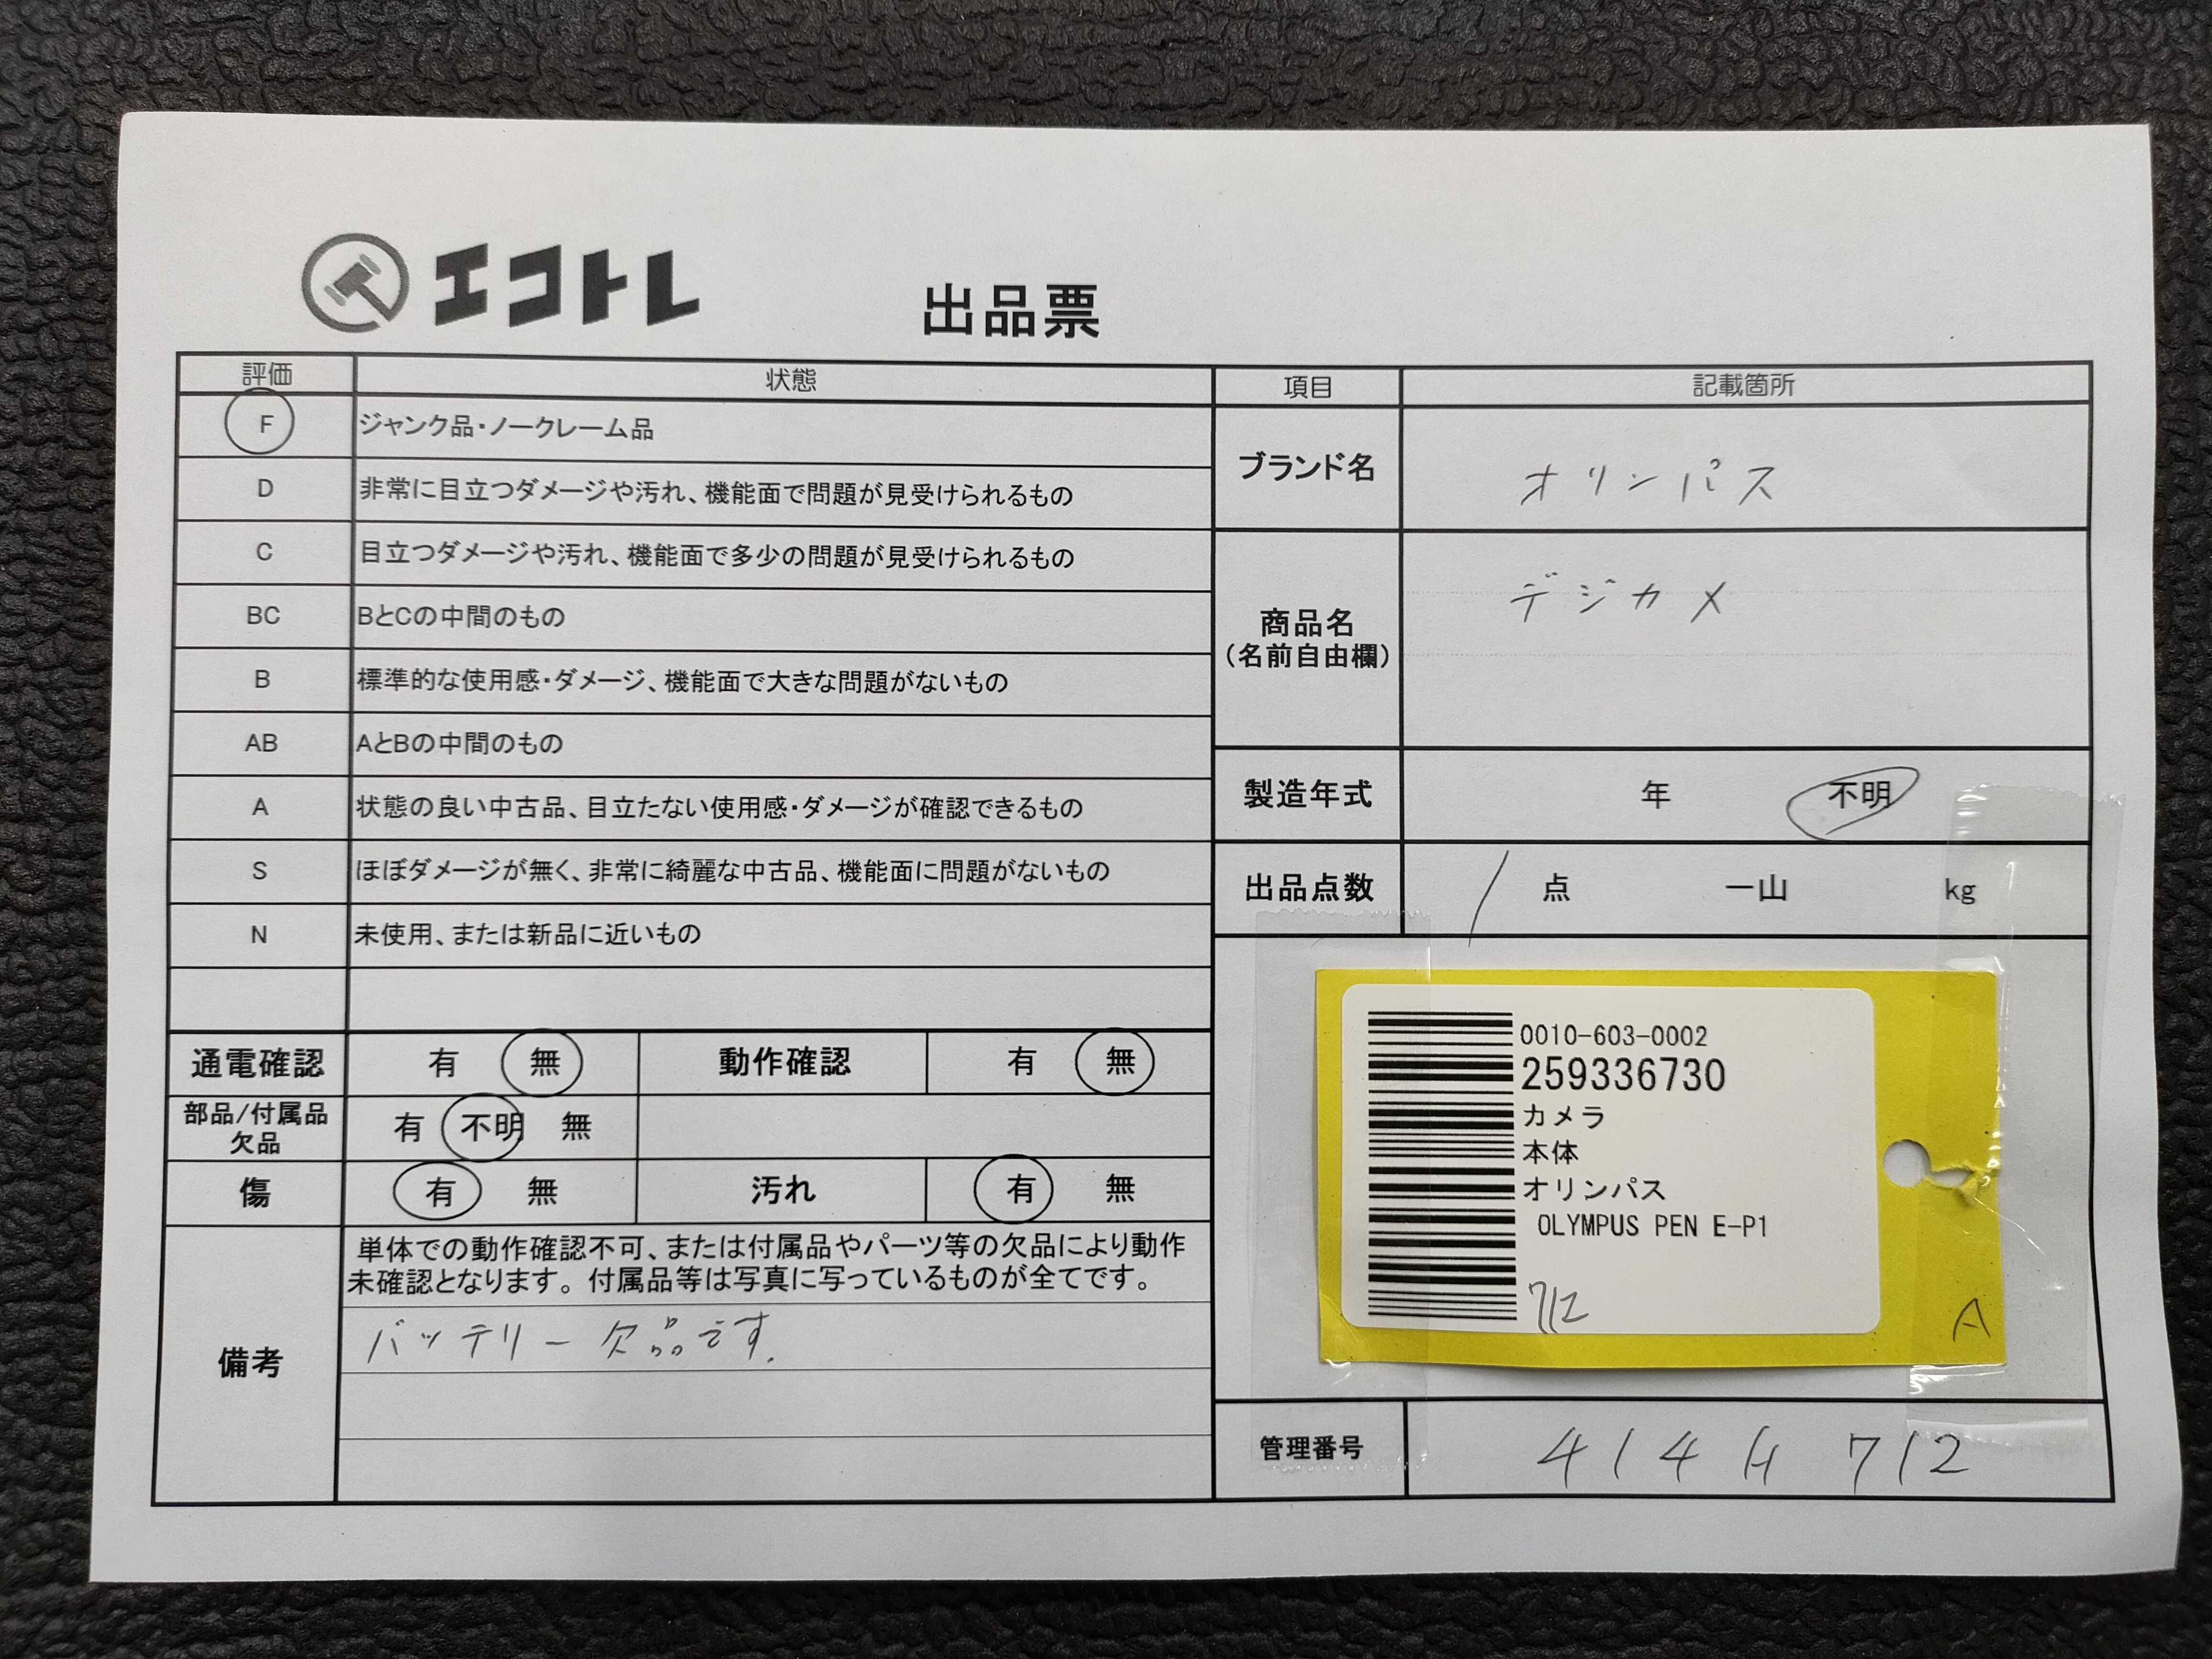 エコトレ
出品票
評価 状態
F ジャンク品・ノークレーム品
D 非常に目立つダメージや汚れ、機能面で問題が見受けられるもの
C 目立つダメージや汚れ、機能面で多少の問題が見受けられるもの
BC BとCの中間のもの
B 標準的な使用感・ダメージ、機能面で大きな問題がないもの
AB AとBの中間のもの
A 状態の良い中古品、目立たない使用感・ダメージが確認できるもの
S ほぼダメージが無く、非常に綺麗な中古品、機能面に問題がないもの
N 未使用、または新品に近いもの
通電確認 有 無 動作確認 有 無
部品/付属品
欠品
有 不明 無
傷 有 無 汚れ 有 無
備考
単体での動作確認不可、または付属品やパーツ等の欠品により動作
未確認となります。付属品等は写真に写っているものが全てです。
バッテリー欠品です.
項目 記載箇所
ブランド名 オリンパス
商品名
(名前自由欄)
デジカメ
製造年式 年 不明
出品点数 1 点 一山 kg
0010-603-0002
259336730
カメラ
本体
オリンパス
OLYMPUS PEN E-P1
712
A
管理番号 414H 712